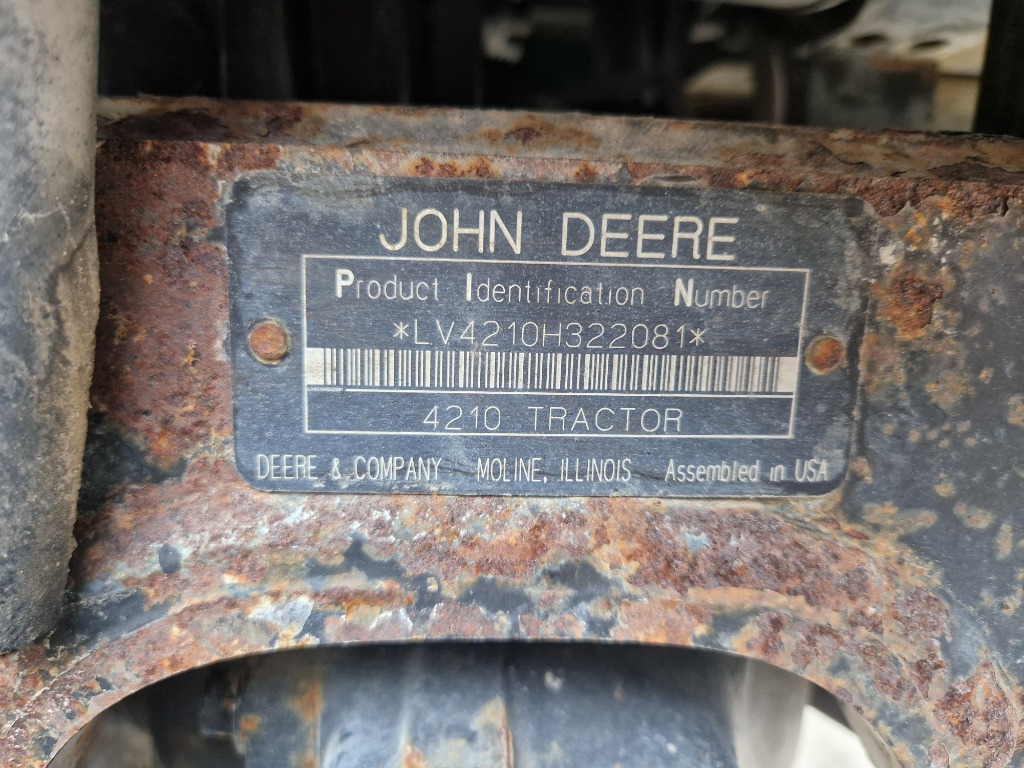 JOHN DEERE
Product Identification Number
*LV4210H322081*
4210 TRACTOR
DEERE & COMPANY MOLINE, ILLINOIS Assembled in USA